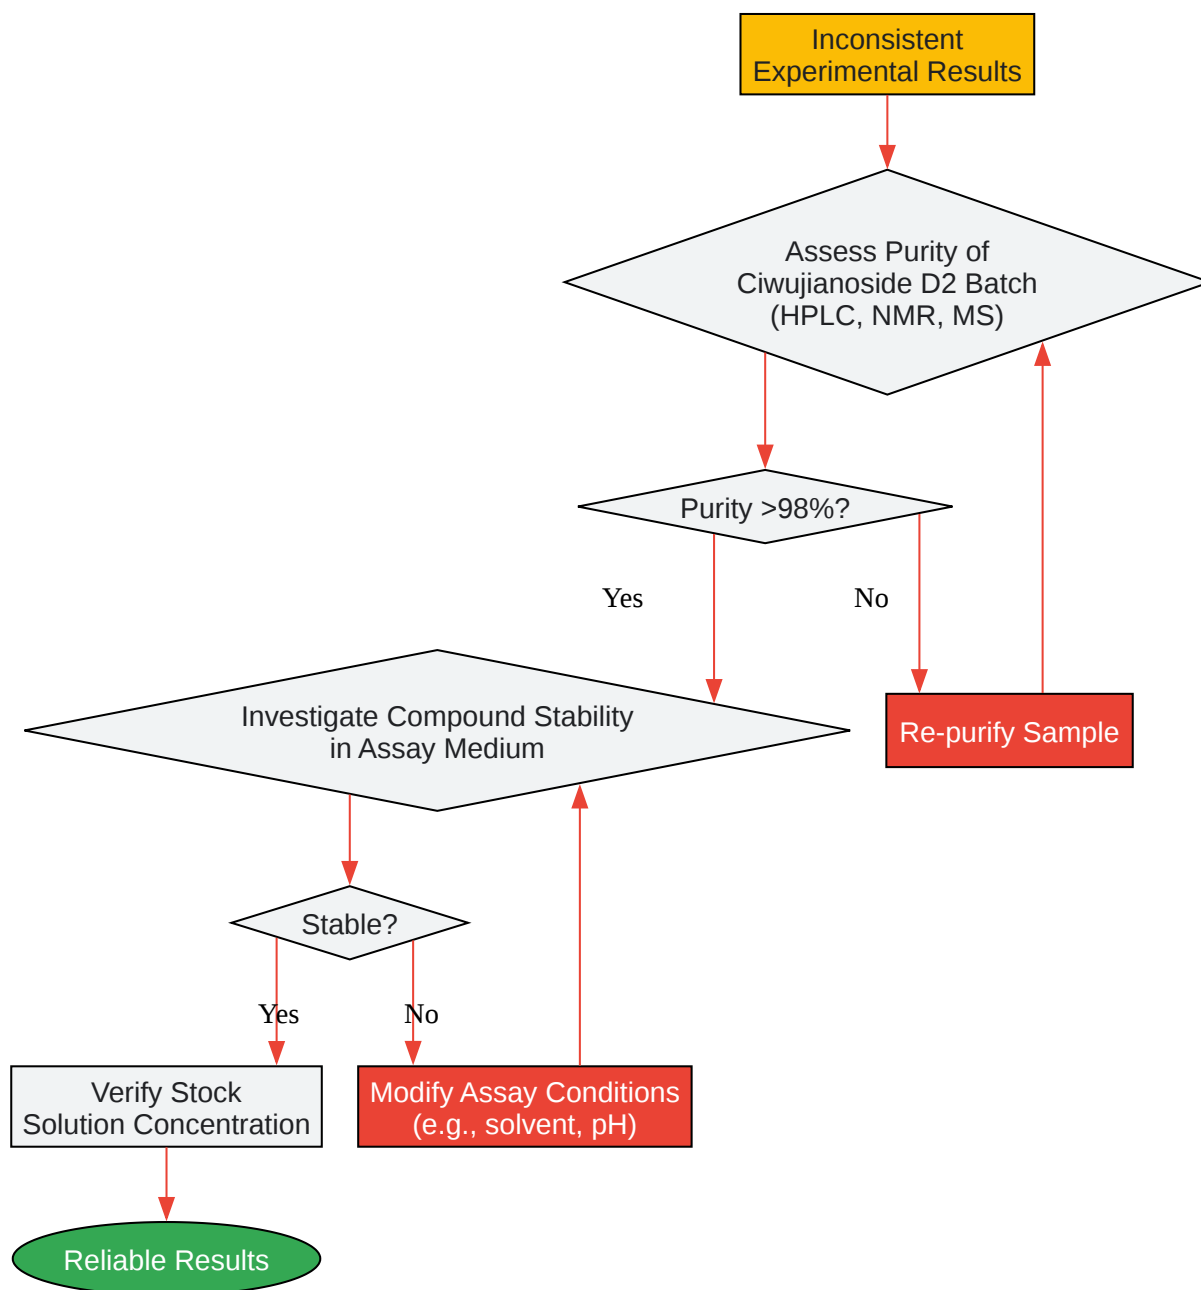 Inconsistent
Experimental Results
Assess Purity of
Ciwujianoside D2 Batch
(HPLC, NMR, MS)
Purity >98%?
Yes
No
Investigate Compound Stability
in Assay Medium
Re-purify Sample
Stable?
Yes
No
Verify Stock
Solution Concentration
Modify Assay Conditions
(e.g., solvent, pH)
Reliable Results